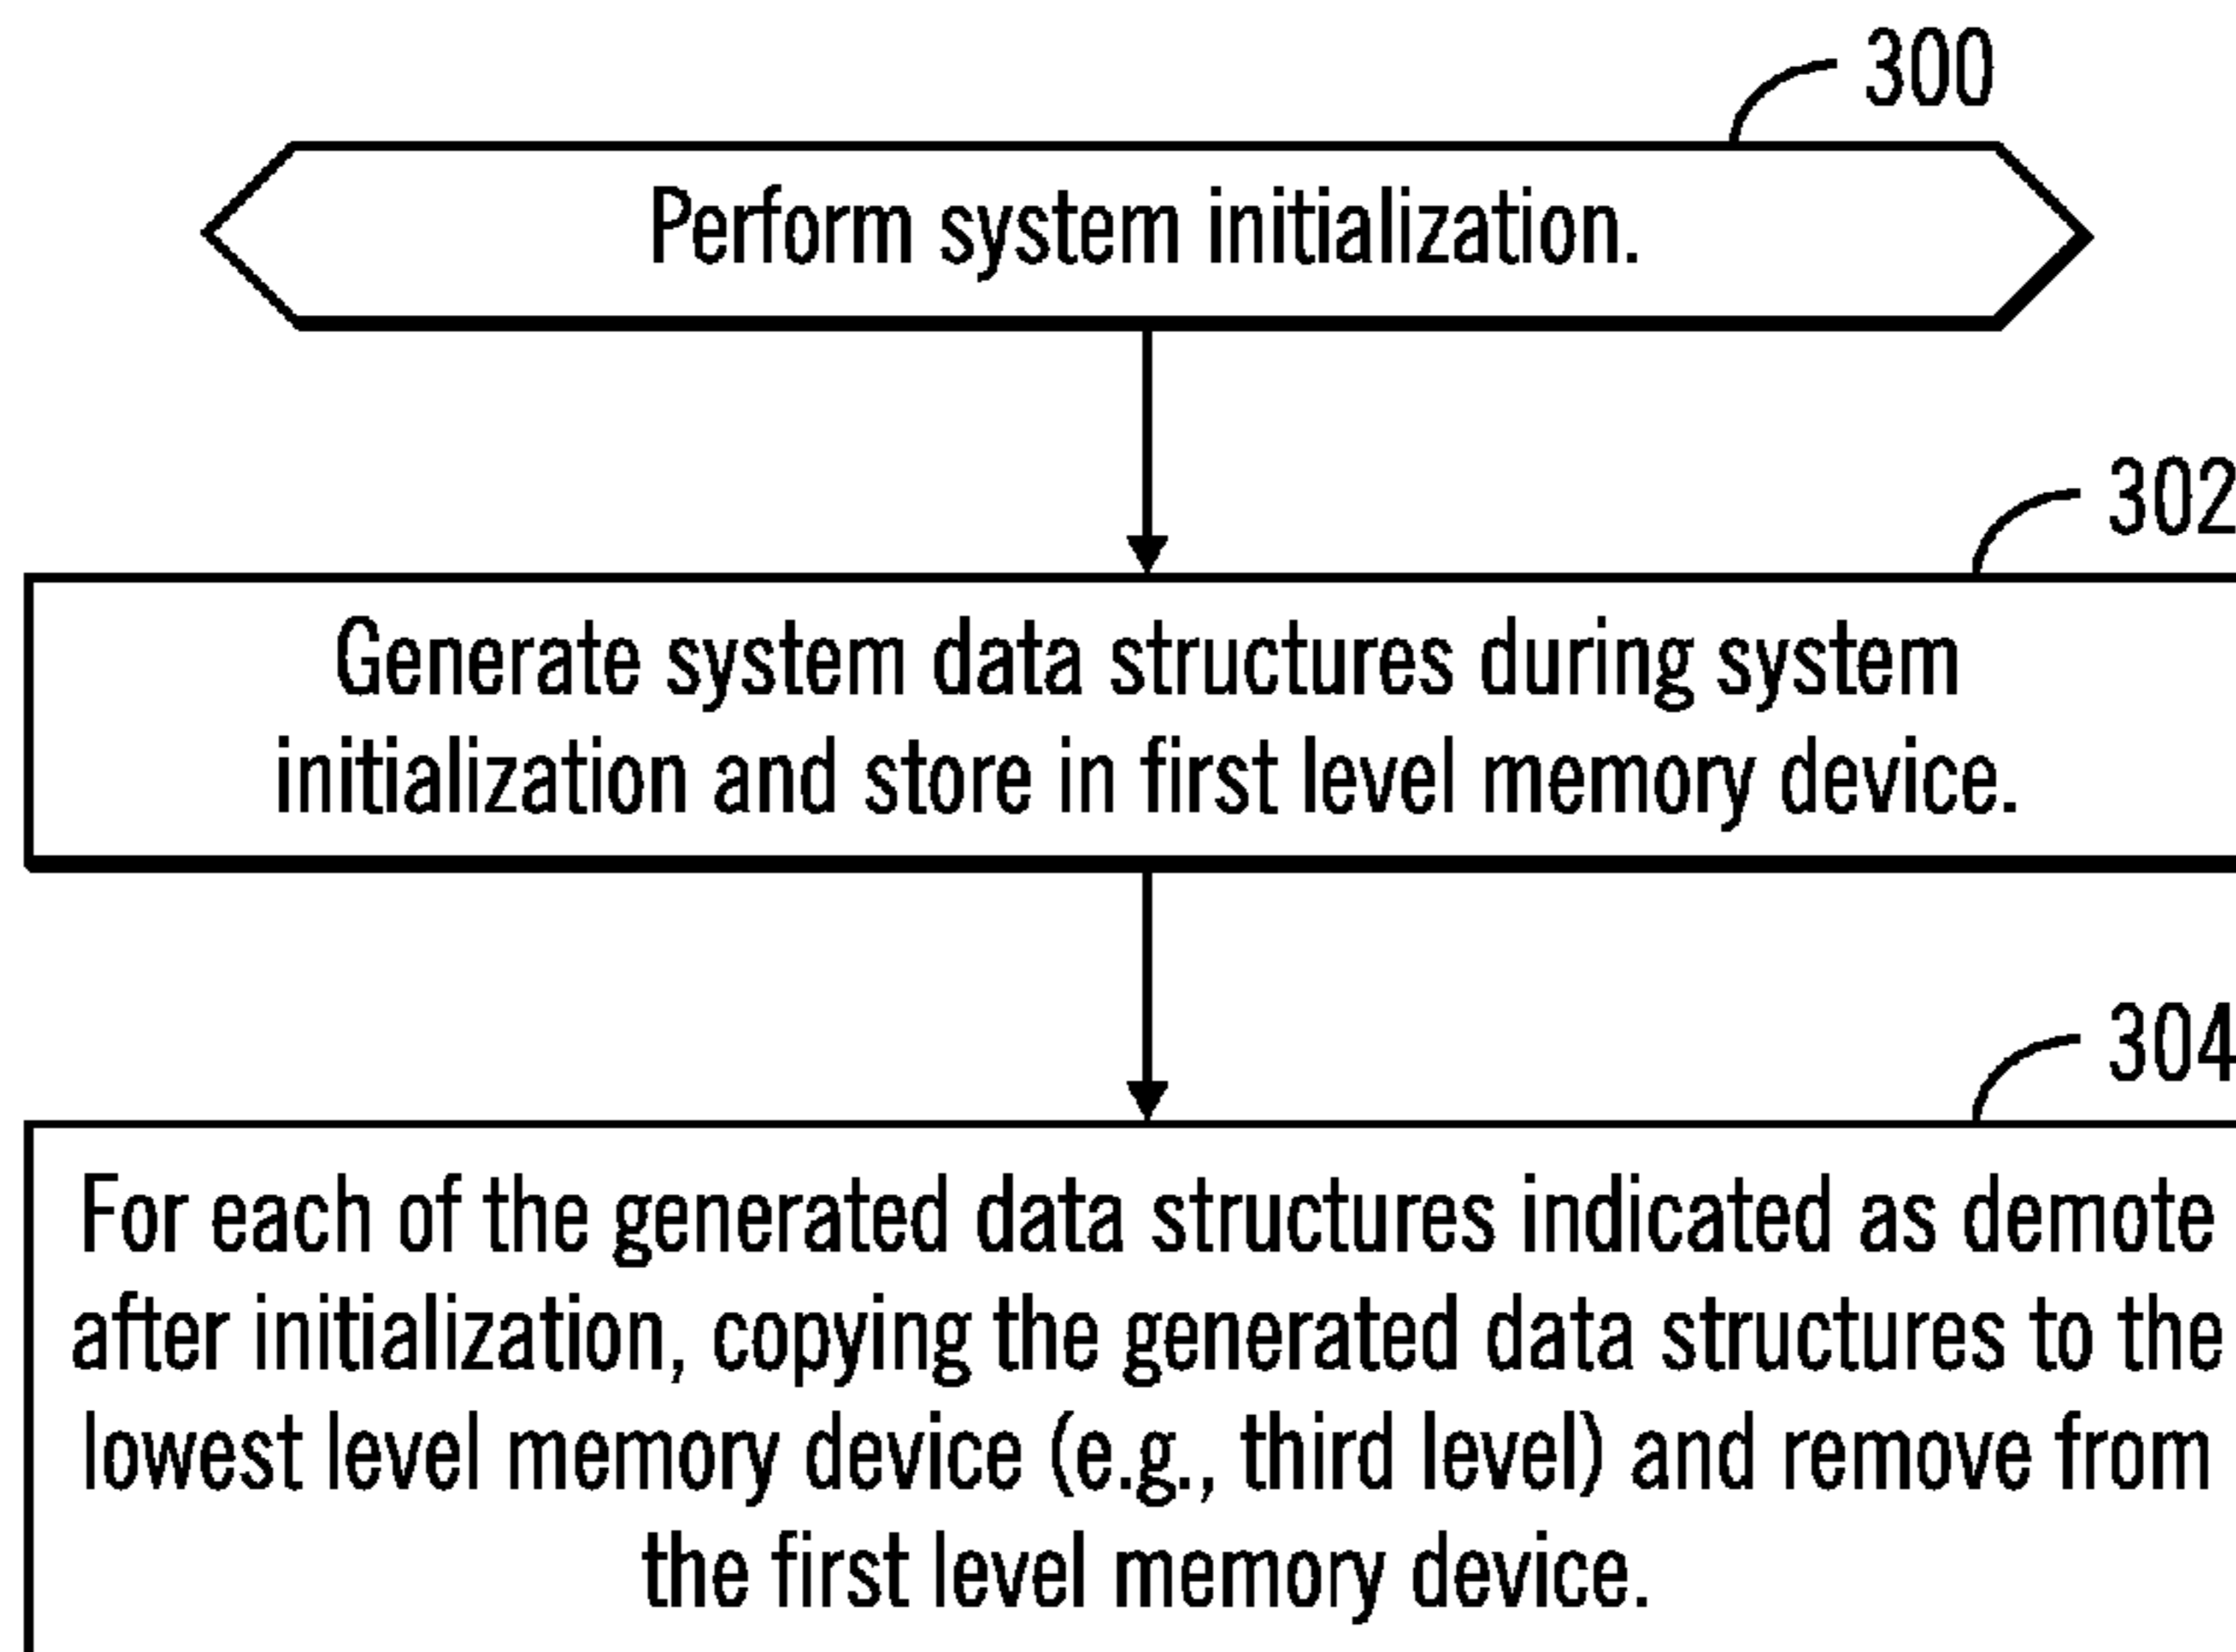 300
Perform system initialization.
302
Generate system data structures during system
initialization and store in first level memory device.
304
For each of the generated data structures indicated as demote
after initialization, copying the generated data structures to the
lowest level memory device (e.g., third level) and remove from
the first level memory device.